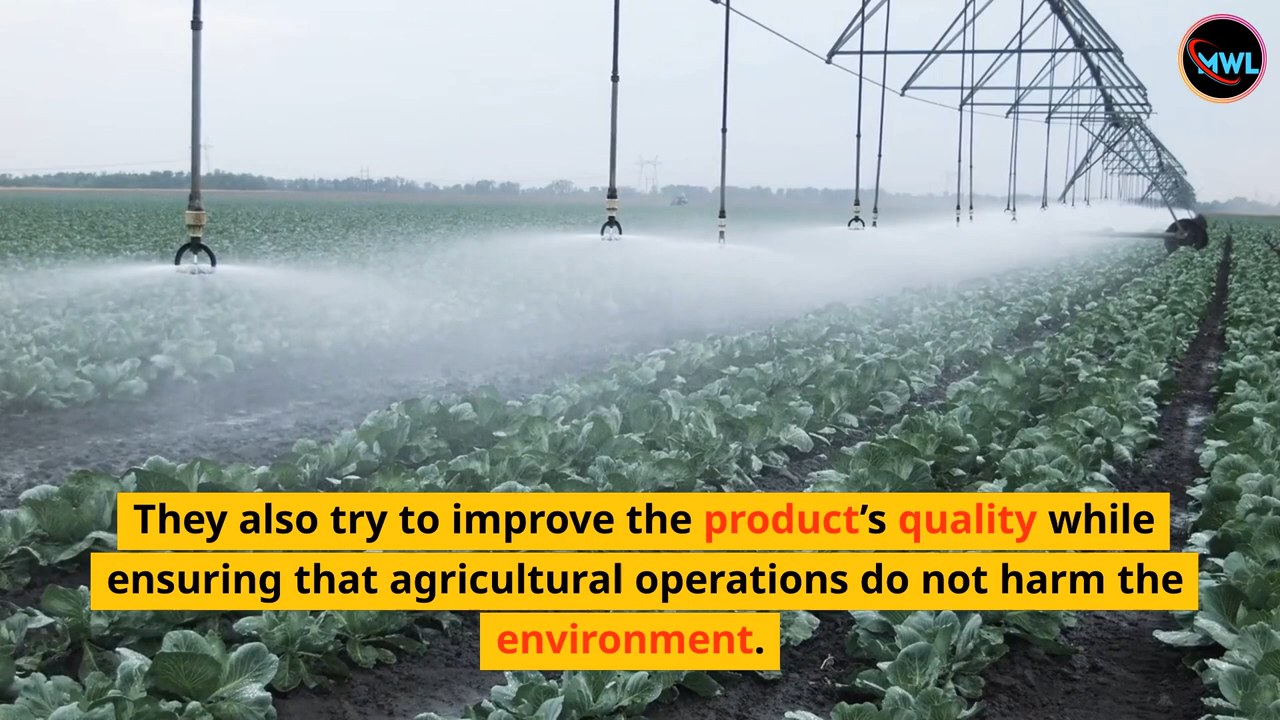 MWL
They also try to improve the product’s quality while
ensuring that agricultural operations do not harm the
environment.